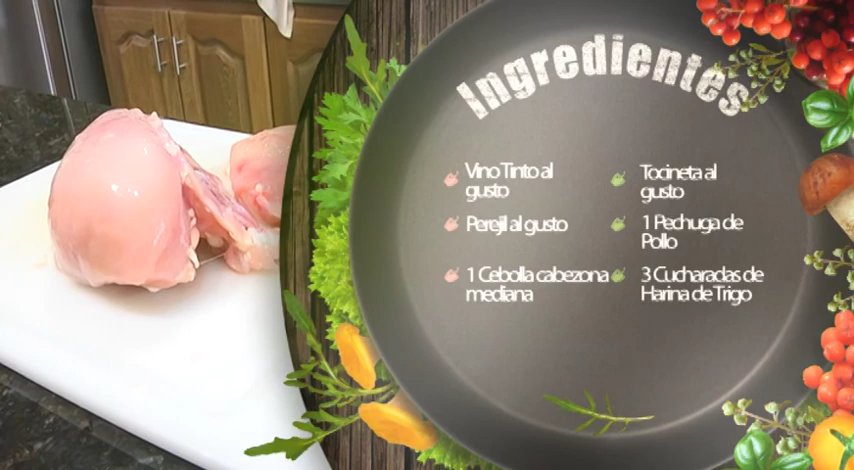 Ingredientes
Vino Tinto al
gusto
Perejil al gusto
1 Cebolla cabezona
mediana
Tocineta al
gusto
1 Pechuga de
Pollo
3 Cucharadas de
Harina de Trigo